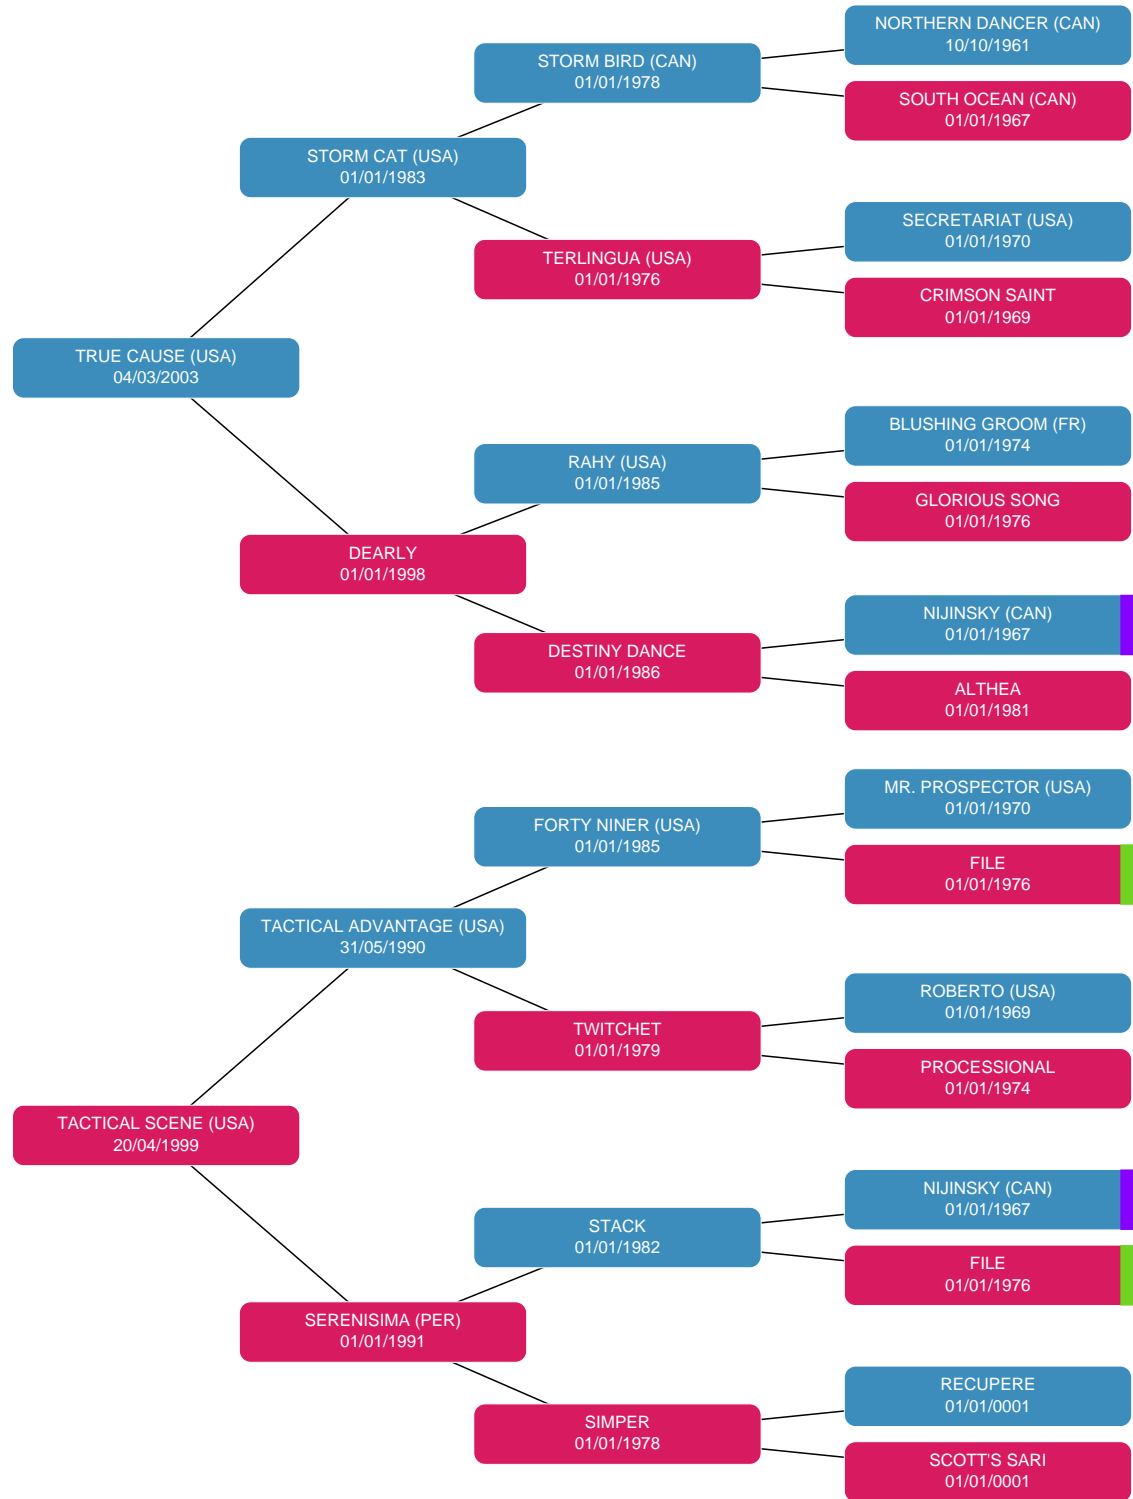 NORTHERN DANCER (CAN)
10/10/1961
STORM BIRD (CAN)
01/01/1978
SOUTH OCEAN (CAN)
01/01/1967
STORM CAT (USA)
01/01/1983
SECRETARIAT (USA)
01/01/1970
TERLINGUA (USA)
01/01/1976
CRIMSON SAINT
01/01/1969
TRUE CAUSE (USA)
04/03/2003
BLUSHING GROOM (FR)
01/01/1974
RAHY (USA)
01/01/1985
GLORIOUS SONG
01/01/1976
DEARLY
01/01/1998
NIJINSKY (CAN)
01/01/1967
DESTINY DANCE
01/01/1986
ALTHEA
01/01/1981
MR. PROSPECTOR (USA)
01/01/1970
FORTY NINER (USA)
01/01/1985
FILE
01/01/1976
TACTICAL ADVANTAGE (USA)
31/05/1990
ROBERTO (USA)
01/01/1969
TWITCHET
01/01/1979
PROCESSIONAL
01/01/1974
TACTICAL SCENE (USA)
20/04/1999
NIJINSKY (CAN)
01/01/1967
STACK
01/01/1982
FILE
01/01/1976
SERENISIMA (PER)
01/01/1991
RECUPERE
01/01/0001
SIMPER
01/01/1978
SCOTT'S SARI
01/01/0001